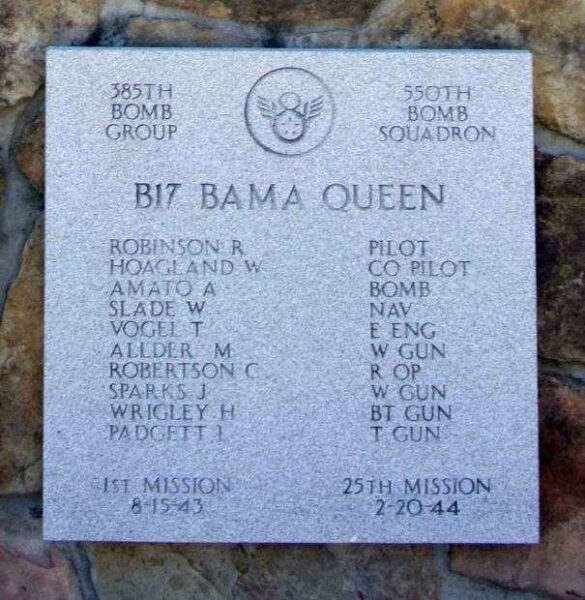 385TH BOMB GROUP
550TH BOMB SQUADRON
B17 BAMA QUEEN
ROBINSON R PILOT
HOAGLAND W CO PILOT
AMATO A BOMB
SLADE W NAV
VOGEL T E ENG
ALLDER M W GUN
ROBERTSON C R OP
SPARKS J W GUN
WRIGLEY H BT GUN
PADGETT L T GUN
1ST MISSION 25TH MISSION
8-15-43 2-20-44